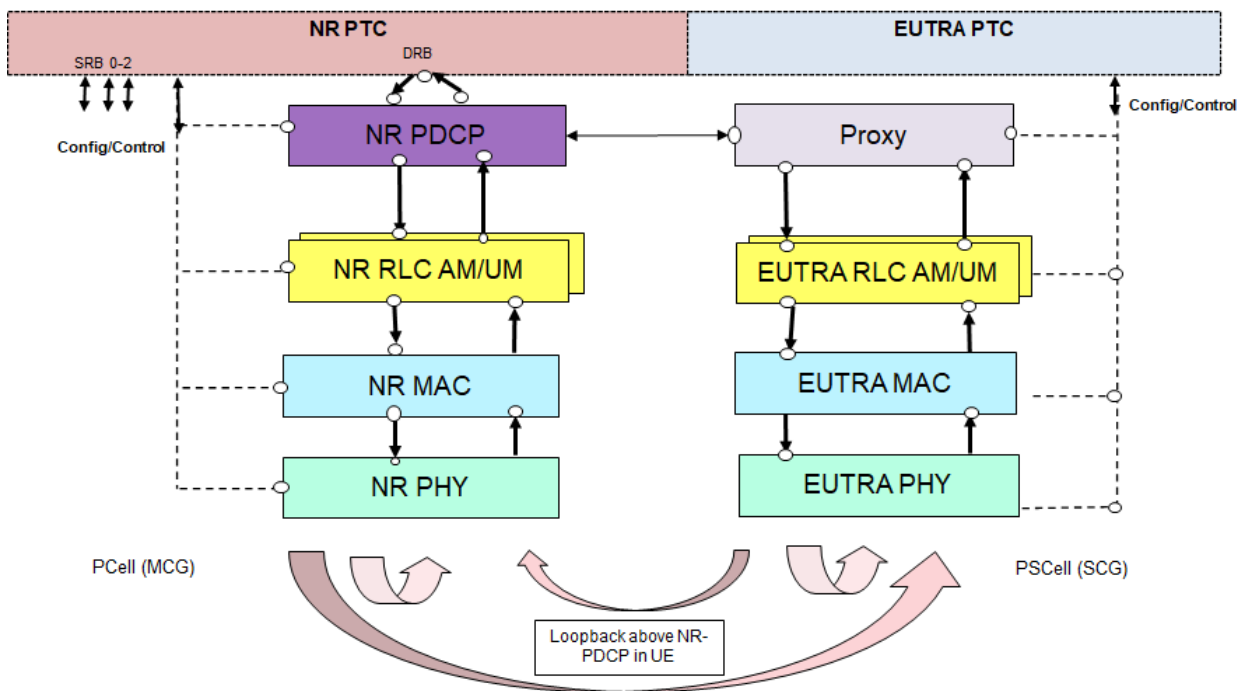 NR PTC
EUTRA PTC
SRB 0-2
DRB
Config/Control
Config/Control
NR PDCP
Proxy
NR RLC AM/UM
EUTRA RLC AM/UM
NR MAC
EUTRA MAC
NR PHY
EUTRA PHY
PCell (MCG)
PSCell (SCG)
Loopback above NR-
PDCP in UE